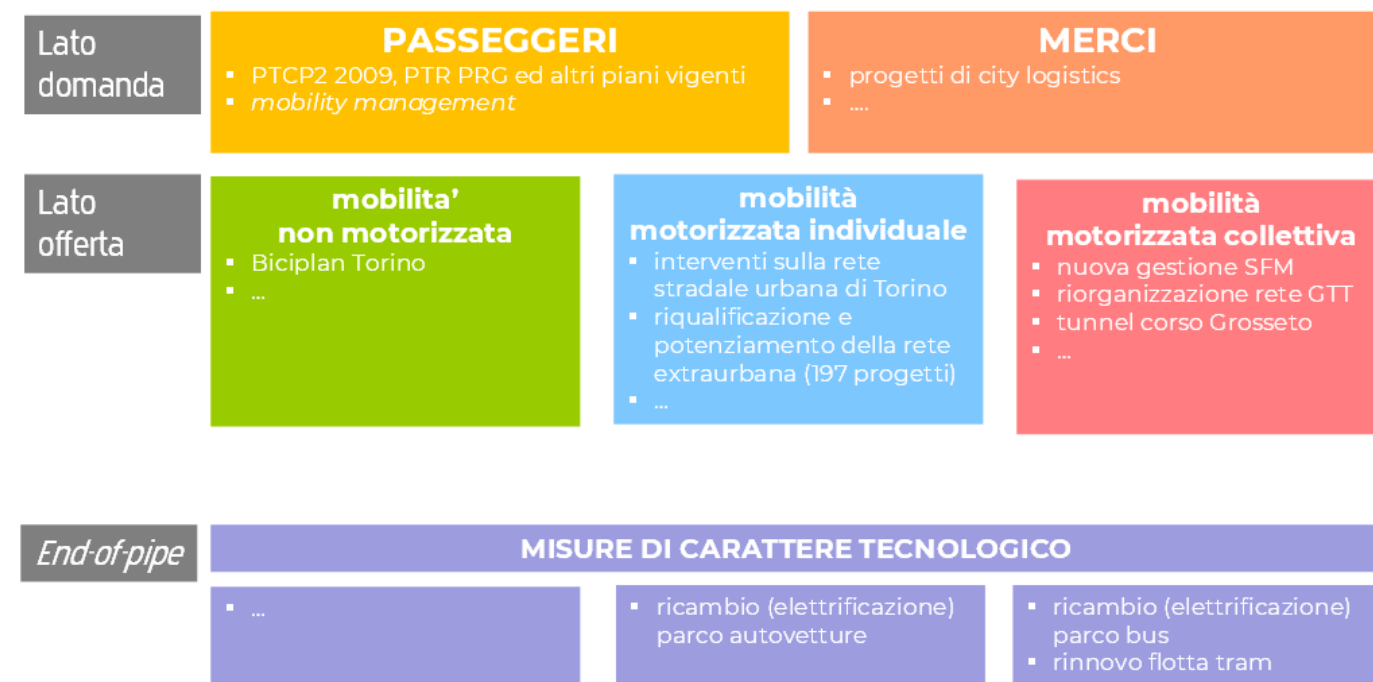 Lato
domanda
PASSEGGERI
▪ PTCP2 2009, PTR PRG ed altri piani vigenti
▪ mobility management
MERCI
▪ progetti di city logistics
▪ ....
Lato
offerta
mobilita’
non motorizzata
▪ Biciplan Torino
▪ ...
mobilità
motorizzata individuale
▪ interventi sulla rete
stradale urbana di Torino
▪ riqualificazione e
potenziamento della rete
extraurbana (197 progetti)
▪ ...
mobilità
motorizzata collettiva
▪ nuova gestione SFM
▪ riorganizzazione rete GTT
▪ tunnel corso Grosseto
▪ ...
End-of-pipe
MISURE DI CARATTERE TECNOLOGICO
▪ ...
▪ ricambio (elettrificazione)
parco autovetture
▪ ricambio (elettrificazione)
parco bus
▪ rinnovo flotta tram